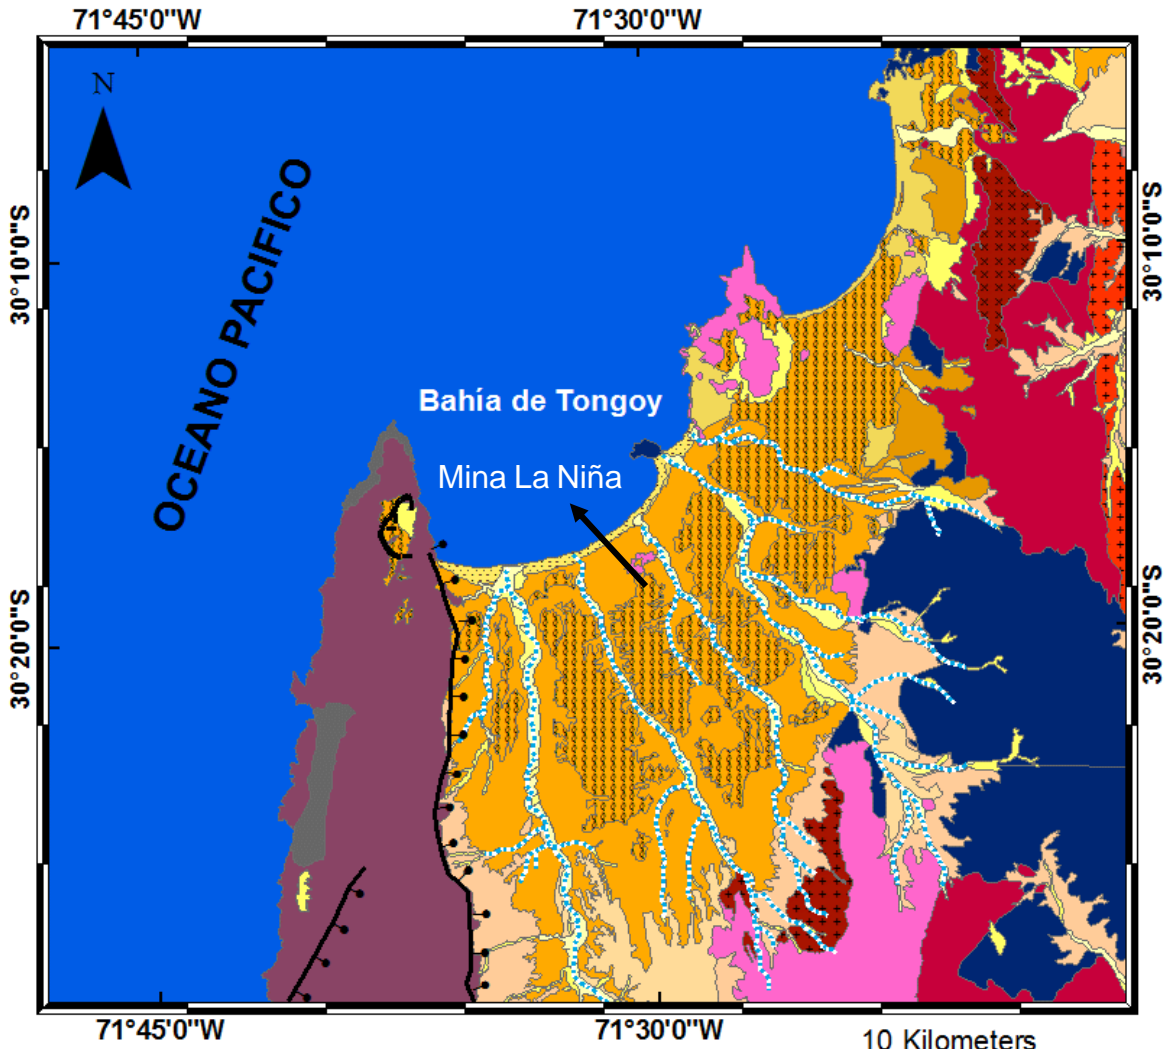 71°45'0"W
71°30'0"W
N
OCEANO PACIFICO
30°10'0"S
30°10'0"S
Bahía de Tongoy
Mina La Niña
30°20'0"S
30°20'0"S
71°45'0"W
71°30'0"W
10 Kilometers